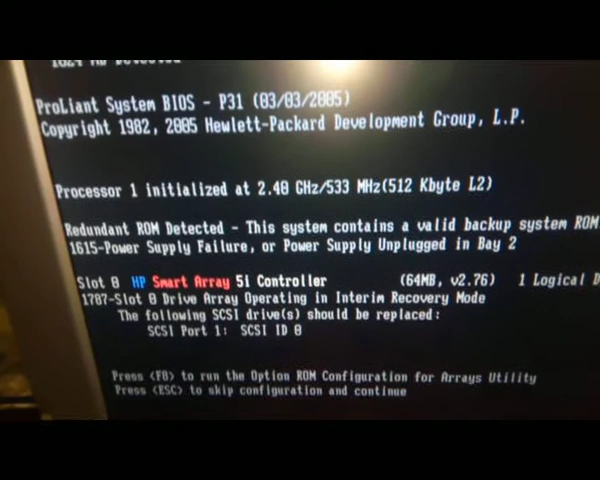 1024 MB Detected
ProLiant System BIOS - P31 (03/03/2005)
Copyright 1982, 2005 Hewlett-Packard Development Group, L.P.
Processor 1 initialized at 2.40 GHz/533 MHz(512 Kbyte L2)
Redundant ROM Detected - This system contains a valid backup system ROM
1615-Power Supply Failure, or Power Supply Unplugged in Bay 2
Slot 0 HP Smart Array 5i Controller (64MB, v2.76) 1 Logical D
1787-Slot 0 Drive Array Operating in Interim Recovery Mode
The following SCSI drive(s) should be replaced:
SCSI Port 1: SCSI ID 0
Press <F8> to run the Option ROM Configuration for Arrays Utility
Press <ESC> to skip configuration and continue